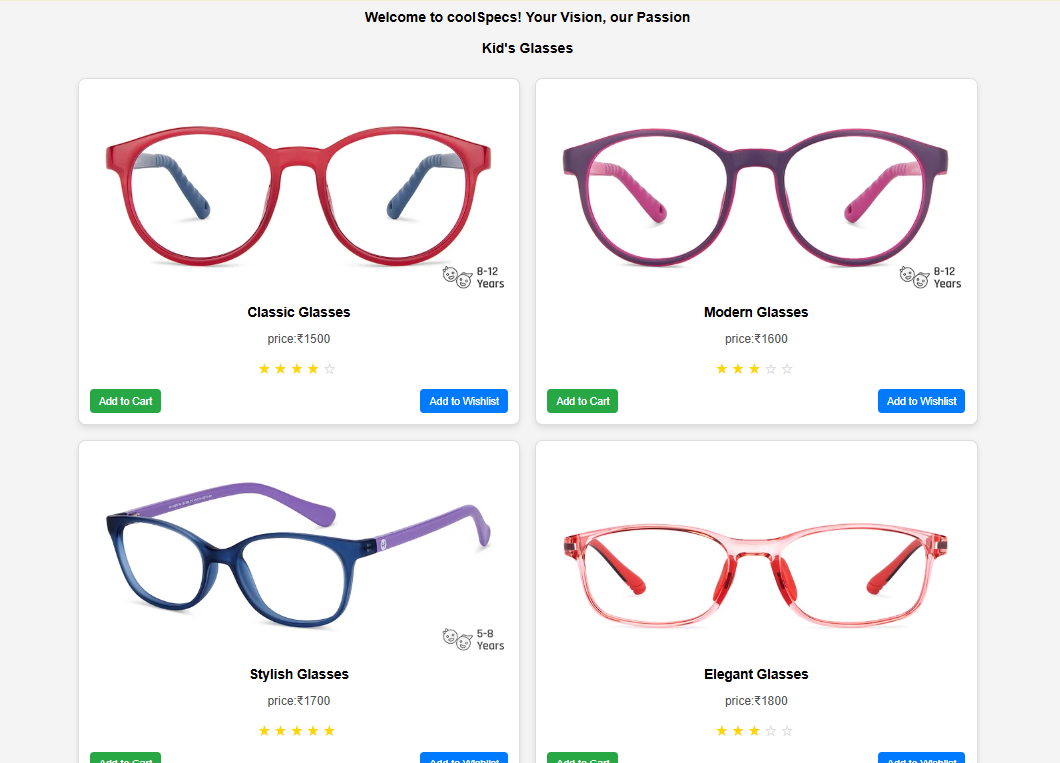 Welcome to coolSpecs! Your Vision, our Passion
Kid's Glasses
8-12
Years
Classic Glasses
price:₹1500
Add to Cart
Add to Wishlist
8-12
Years
Modern Glasses
price:₹1600
Add to Cart
Add to Wishlist
5-8
Years
Stylish Glasses
price:₹1700
Add to Cart
Add to Wishlist
Elegant Glasses
price:₹1800
Add to Cart
Add to Wishlist